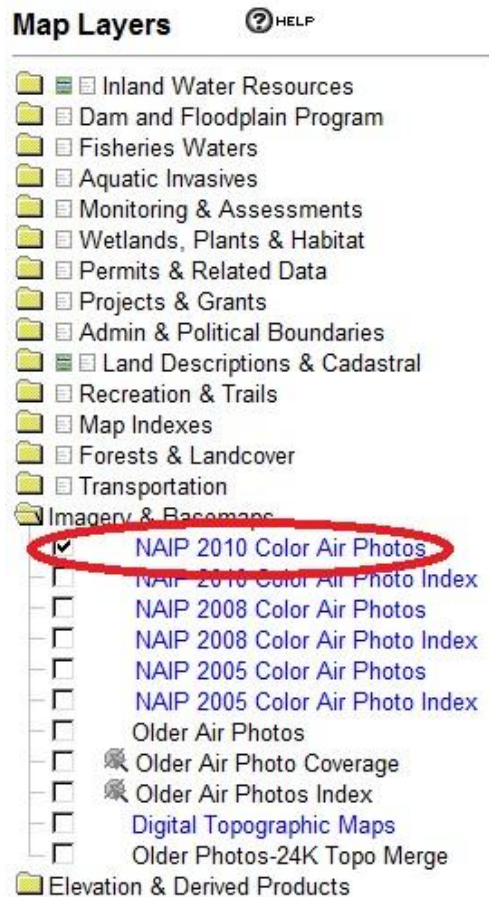 Map Layers ? HELP
Inland Water Resources
Dam and Floodplain Program
Fisheries Waters
Aquatic Invasives
Monitoring & Assessments
Wetlands, Plants & Habitat
Permits & Related Data
Projects & Grants
Admin & Political Boundaries
Land Descriptions & Cadastral
Recreation & Trails
Map Indexes
Forests & Landcover
Transportation
Imagery & Basemaps
NAIP 2010 Color Air Photos
NAIP 2010 Color Air Photo Index
NAIP 2008 Color Air Photos
NAIP 2008 Color Air Photo Index
NAIP 2005 Color Air Photos
NAIP 2005 Color Air Photo Index
Older Air Photos
Older Air Photo Coverage
Older Air Photos Index
Digital Topographic Maps
Older Photos-24K Topo Merge
Elevation & Derived Products